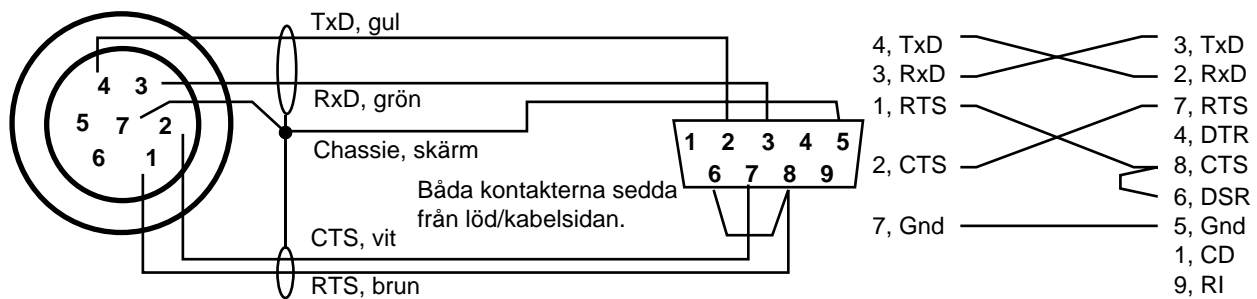 TxD, gul
4 3
RxD, grön
5 7 2
6 1
Chassie, skärm
1 2 3 4 5
6 7 8 9
Båda kontakterna sedda
från löd/kabelsidan.
CTS, vit
RTS, brun
4, TxD 3, TxD
3, RxD 2, RxD
1, RTS 7, RTS
4, DTR
2, CTS 8, CTS
6, DSR
7, Gnd 5, Gnd
1, CD
9, RI